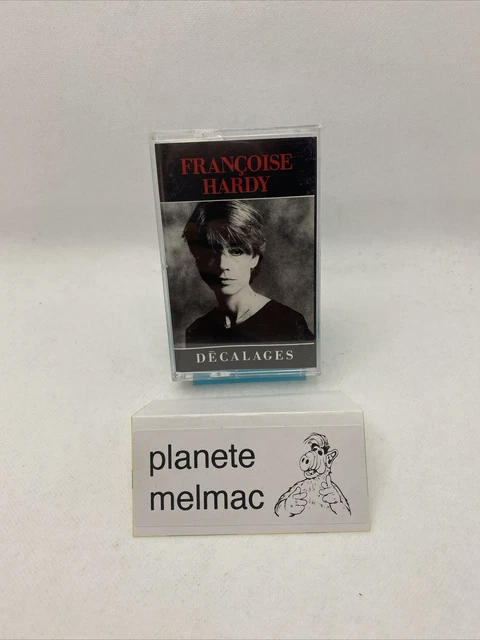 FRANÇOISE
HARDY
DÉCALAGES
planete
melmac